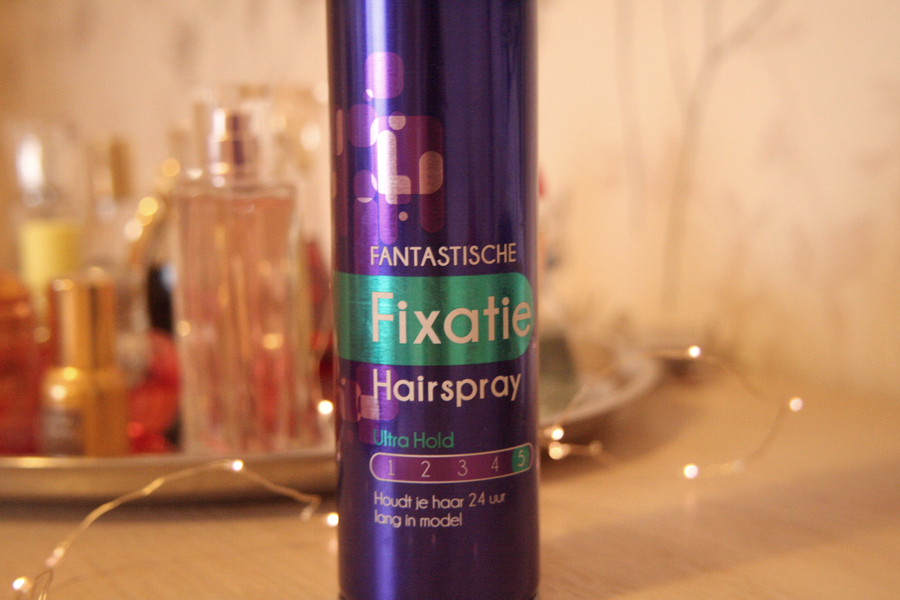 FANTASTISCHE
Fixatie
Hairspray
Ultra Hold
1 2 3 4 5
Houdt je haar 24 uur
lang in model